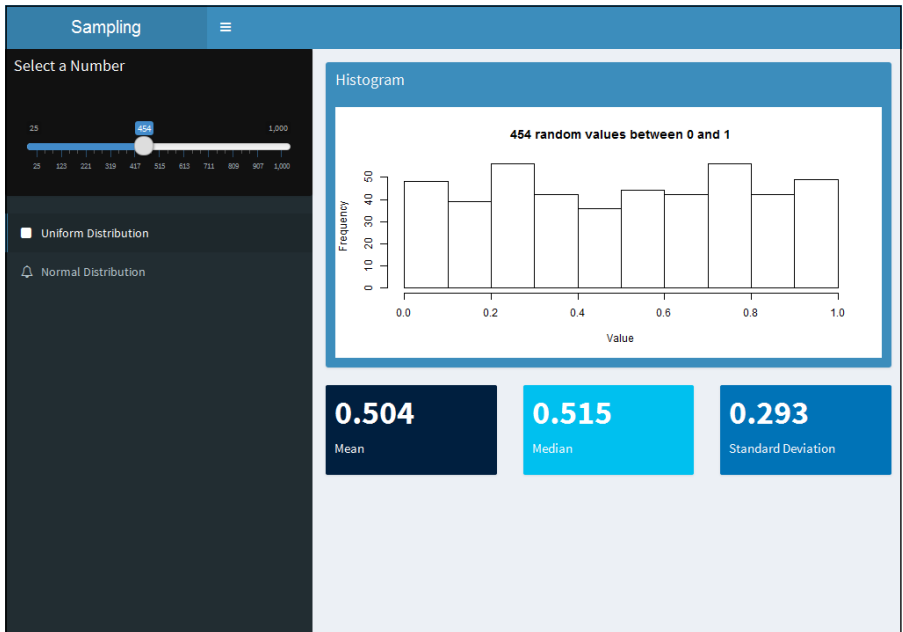 Sampling
Select a Number
25 454 1,000
25 123 221 319 417 515 613 711 809 907 1,000
Uniform Distribution
Normal Distribution
Histogram
454 random values between 0 and 1
Frequency
50
40
30
20
10
0
0.0 0.2 0.4 0.6 0.8 1.0
Value
0.504 0.515 0.293
Mean Median Standard Deviation